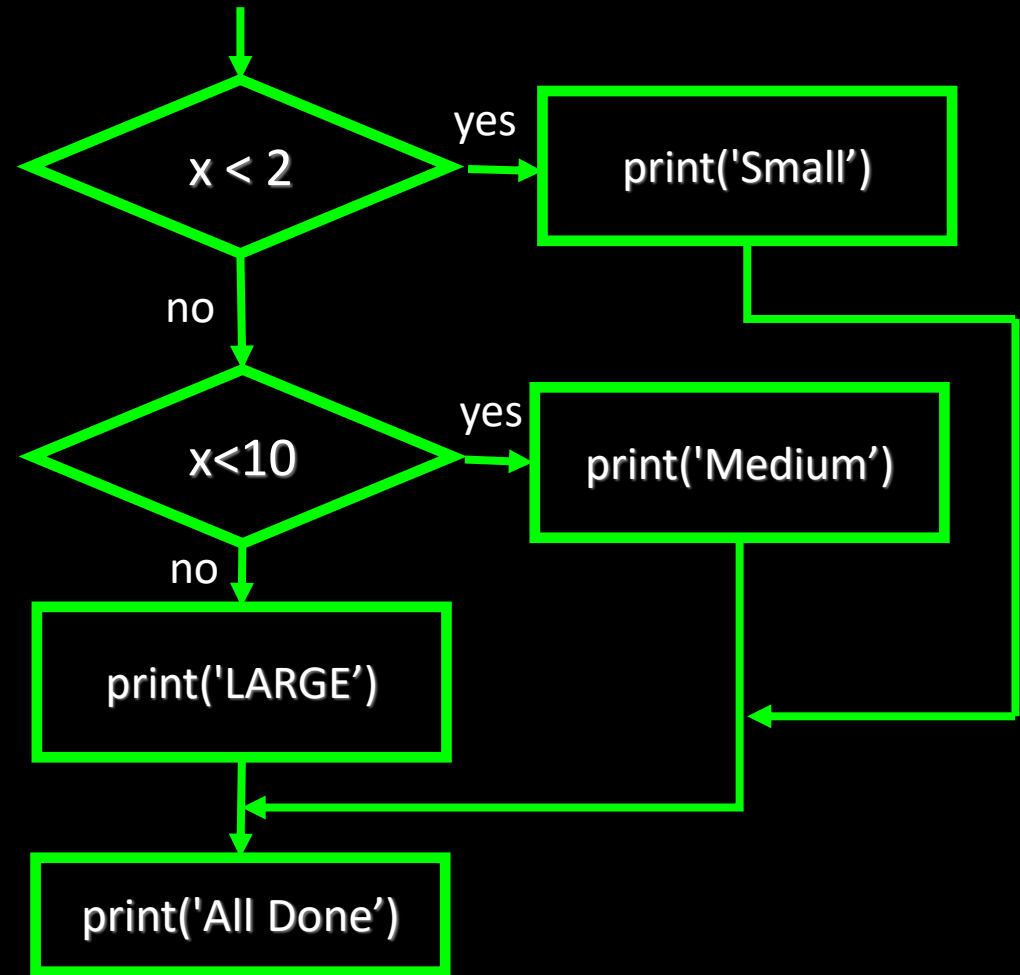 x < 2
yes
print('Small’)
no
x<10
yes
print('Medium’)
no
print('LARGE’)
print('All Done’)